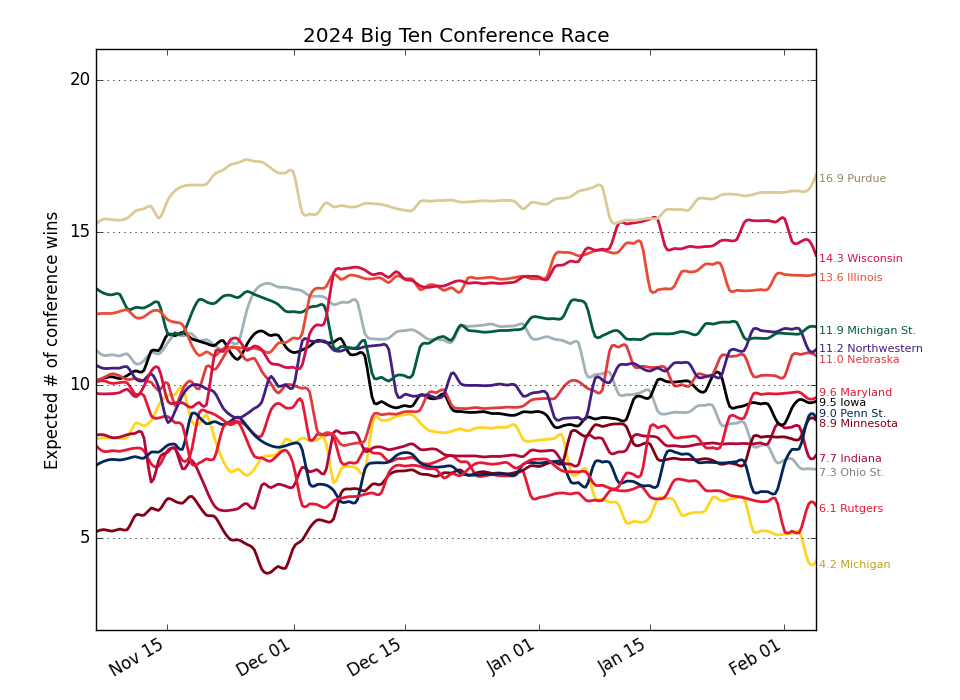 2024 Big Ten Conference Race
Expected # of conference wins
20
15
10
5
16.9 Purdue
14.3 Wisconsin
13.6 Illinois
11.9 Michigan St.
11.2 Northwestern
11.0 Nebraska
9.6 Maryland
9.5 Iowa
9.0 Penn St.
8.9 Minnesota
7.7 Indiana
7.3 Ohio St.
6.1 Rutgers
4.2 Michigan
Nov 15
Dec 01
Dec 15
Jan 01
Jan 15
Feb 01